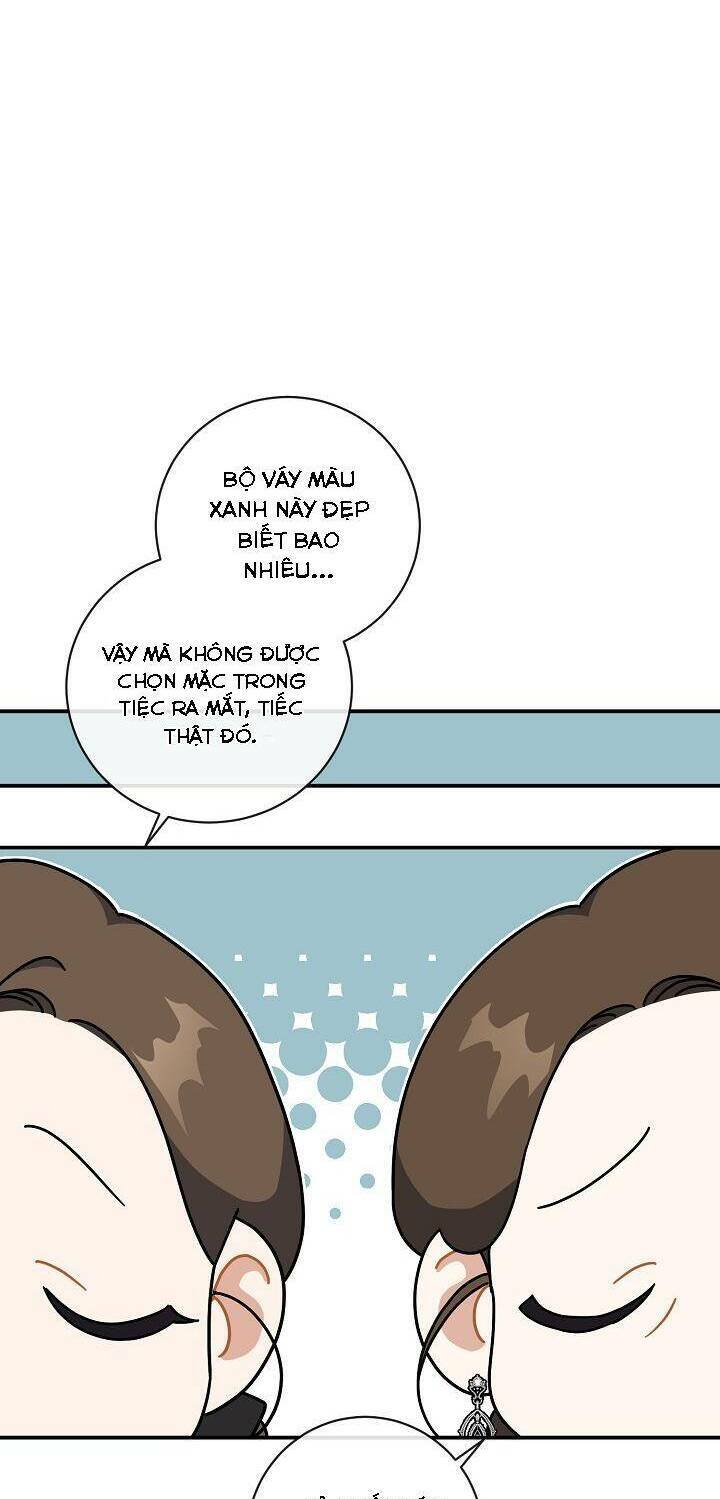 BỘ VÁY MÀU
XANH NÀY ĐẸP
BIẾT BAO
NHIÊU...
VẬY MÀ KHÔNG ĐƯỢC
CHỌN MẶC TRONG
TIỆC RA MẮT, TIẾC
THẬT ĐÓ.